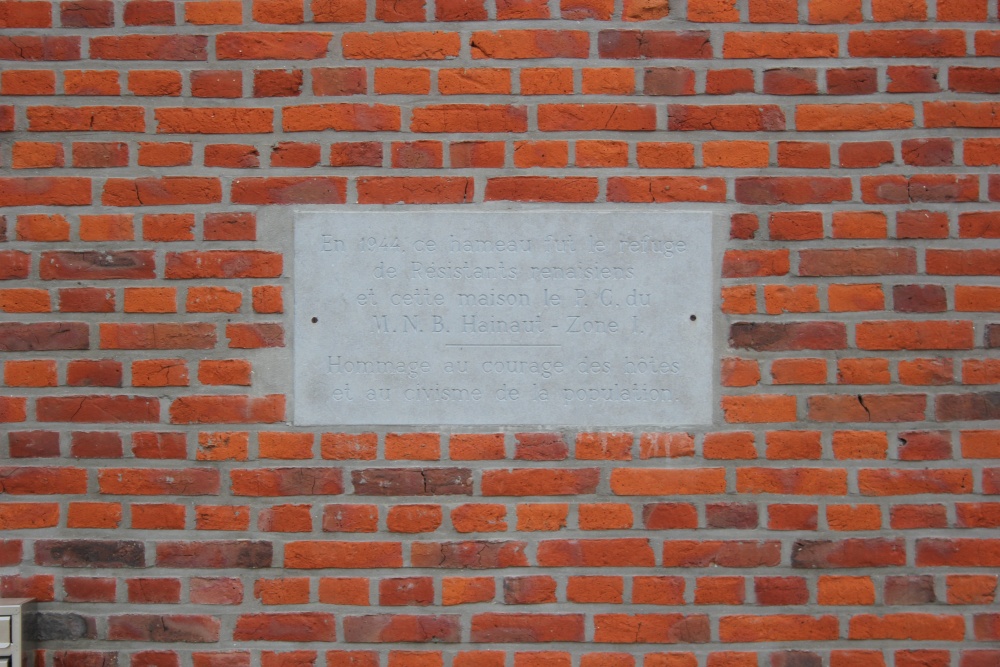 En 1944, ce hameau fut le refuge
de Résistants renaisiens
et cette maison le P.C. du
M.N.B. Hainaut - Zone I.
Hommage au courage des hôtes
et au civisme de la population.